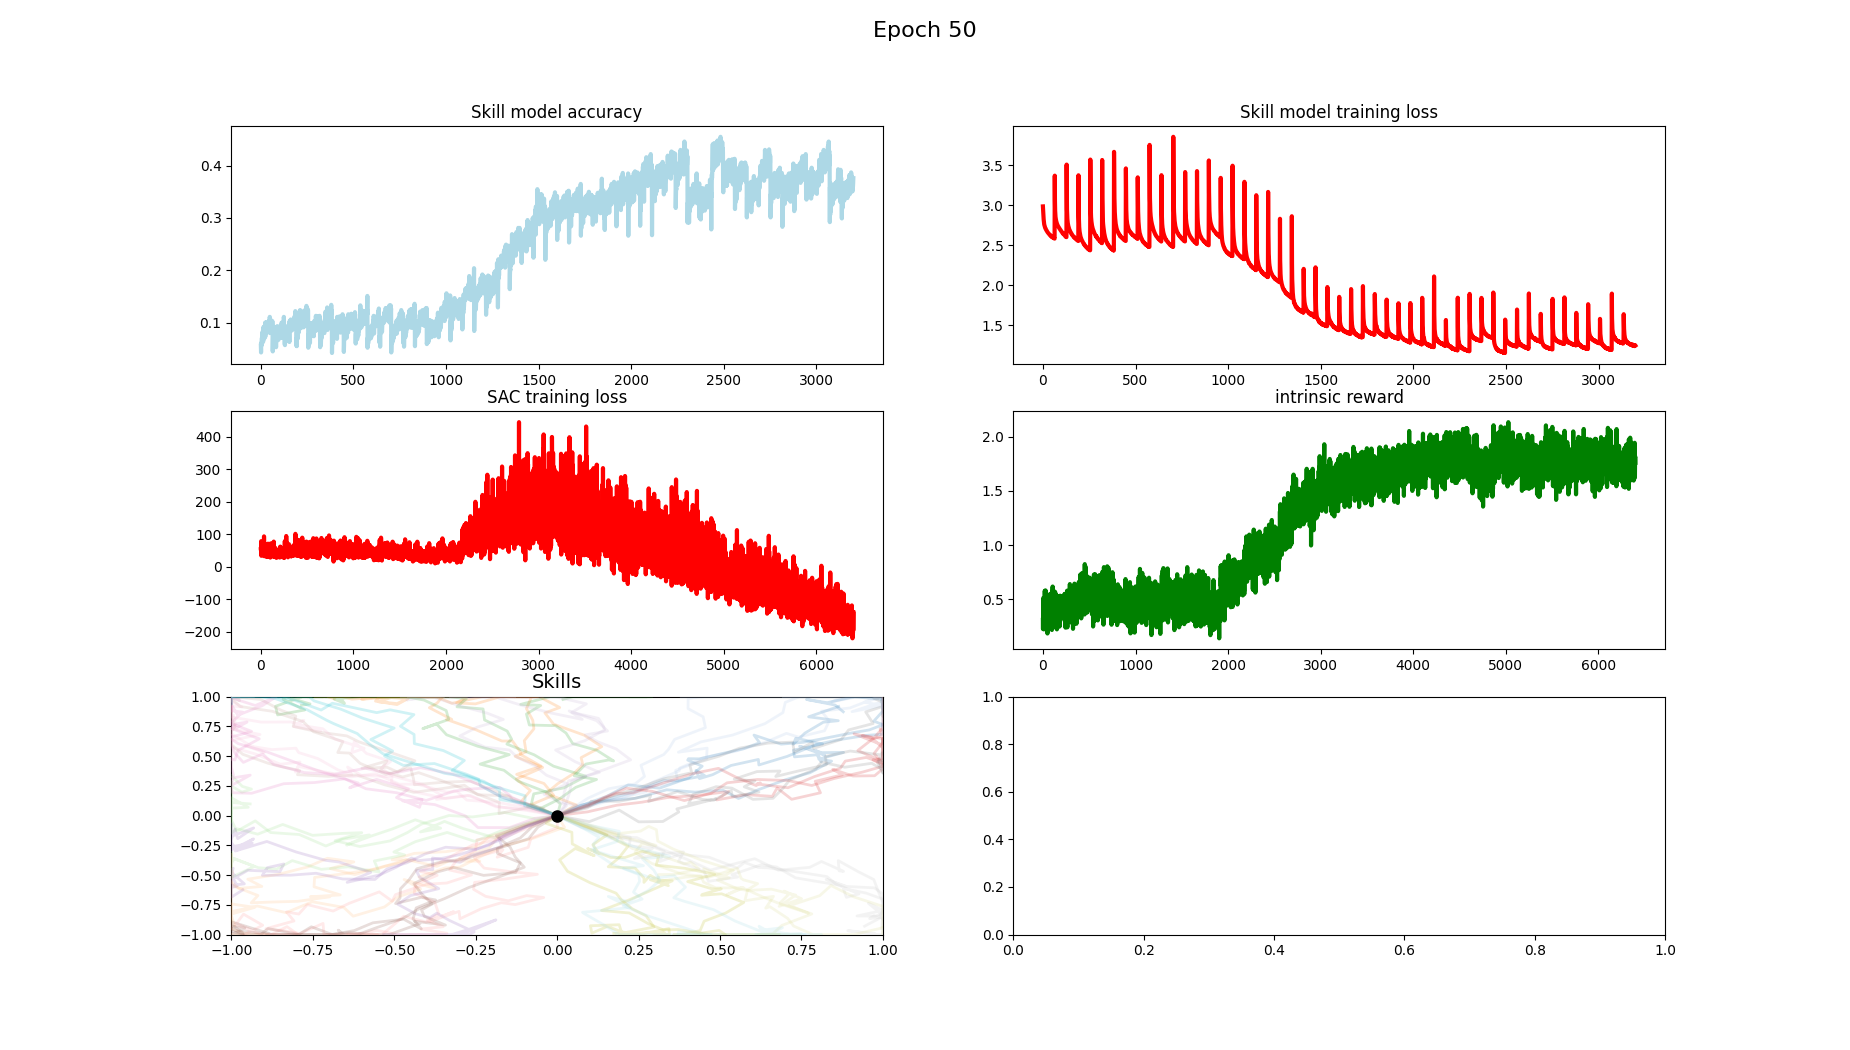 Epoch 50
Skill model accuracy
0.4
0.3
0.2
0.1
0 500 1000 1500 2000 2500 3000
Skill model training loss
3.5
3.0
2.5
2.0
1.5
0 500 1000 1500 2000 2500 3000
SAC training loss
400
300
200
100
0
−100
−200
0 1000 2000 3000 4000 5000 6000
intrinsic reward
2.0
1.5
1.0
0.5
0 1000 2000 3000 4000 5000 6000
Skills
1.00
0.75
0.50
0.25
0.00
−0.25
−0.50
−0.75
−1.00
−1.00 −0.75 −0.50 −0.25 0.00 0.25 0.50 0.75 1.00
1.0
0.8
0.6
0.4
0.2
0.0
0.0 0.2 0.4 0.6 0.8 1.0